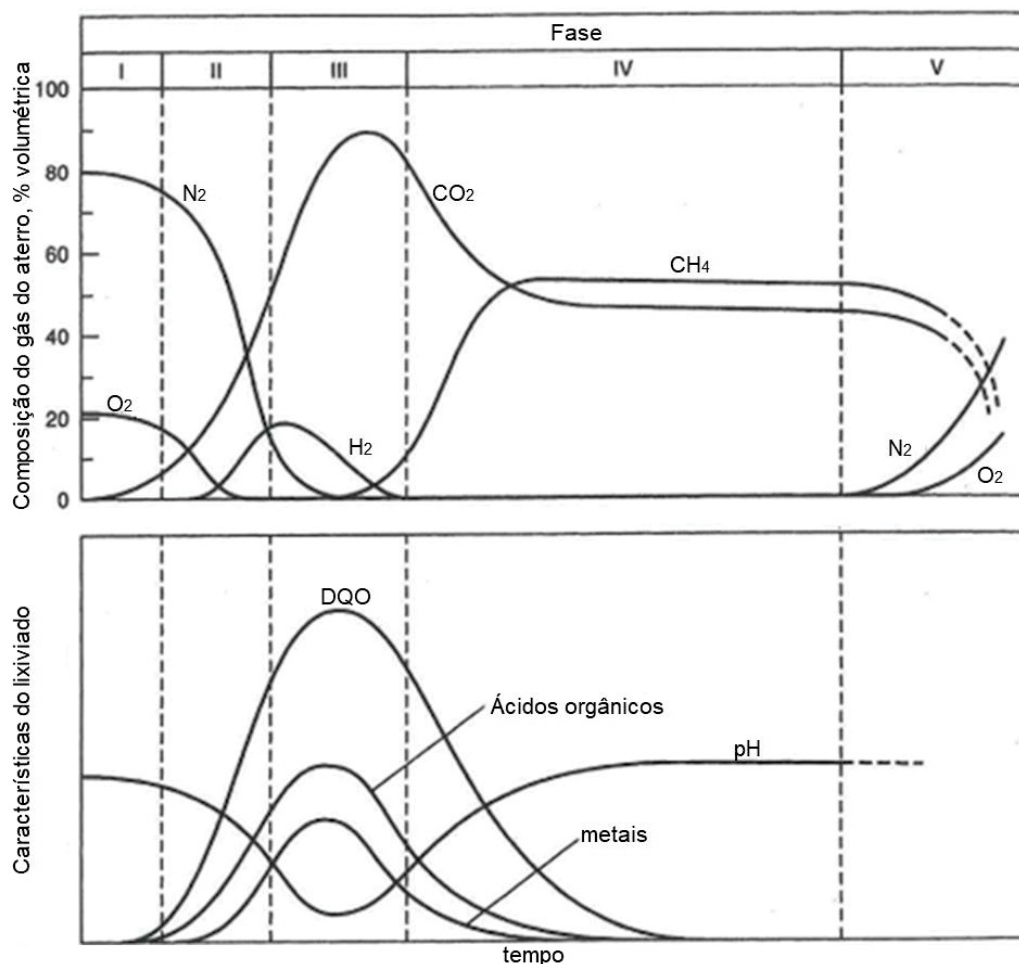 Fase
I II III IV V
Composição do gás do aterro, % volumétrica
100
80
60
40
20
0
N2
CO2
CH4
O2
H2
N2
O2
Características do lixiviado
DQO
Ácidos orgânicos
pH
metais
tempo